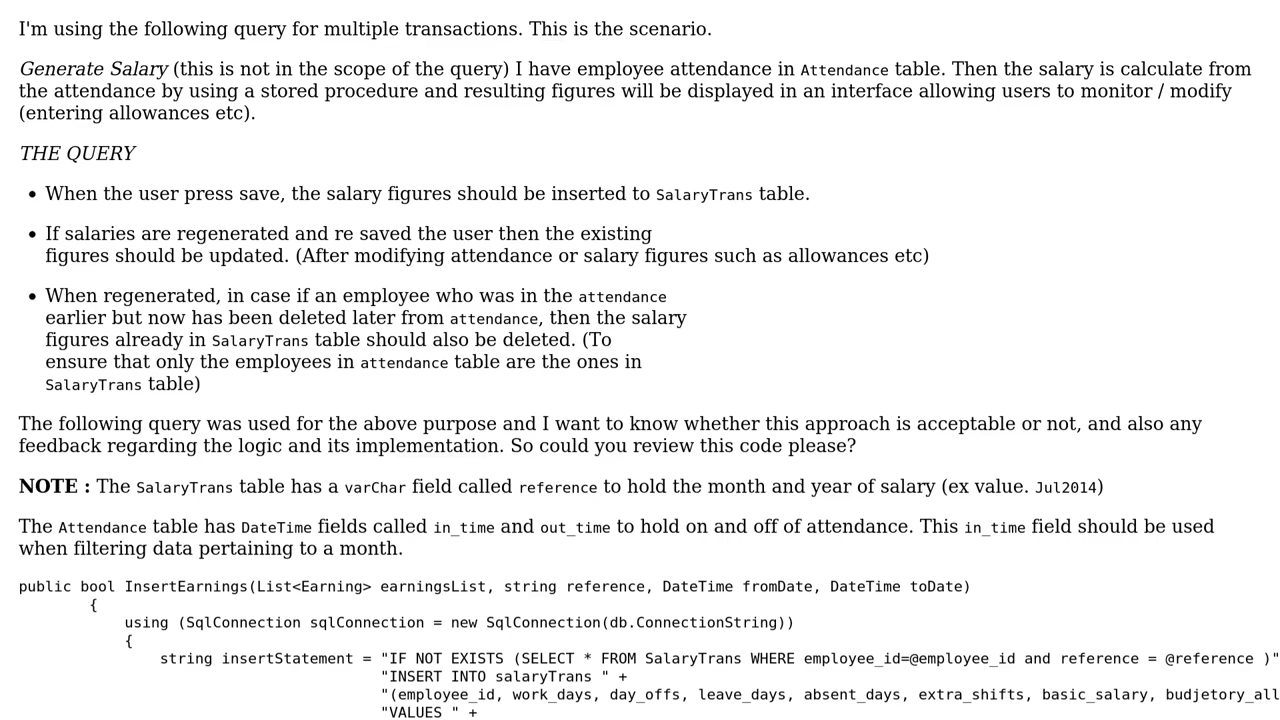 I'm using the following query for multiple transactions. This is the scenario.
Generate Salary (this is not in the scope of the query) I have employee attendance in Attendance table. Then the salary is calculate from
the attendance by using a stored procedure and resulting figures will be displayed in an interface allowing users to monitor / modify
(entering allowances etc).
THE QUERY
• When the user press save, the salary figures should be inserted to SalaryTrans table.
• If salaries are regenerated and re saved the user then the existing
figures should be updated. (After modifying attendance or salary figures such as allowances etc)
• When regenerated, in case if an employee who was in the attendance
earlier but now has been deleted later from attendance, then the salary
figures already in SalaryTrans table should also be deleted. (To
ensure that only the employees in attendance table are the ones in
SalaryTrans table)
The following query was used for the above purpose and I want to know whether this approach is acceptable or not, and also any
feedback regarding the logic and its implementation. So could you review this code please?
NOTE : The SalaryTrans table has a varChar field called reference to hold the month and year of salary (ex value. Jul2014)
The Attendance table has DateTime fields called in_time and out_time to hold on and off of attendance. This in_time field should be used
when filtering data pertaining to a month.
public bool InsertEarnings(List<Earning> earningsList, string reference, DateTime fromDate, DateTime toDate)
{
using (SqlConnection sqlConnection = new SqlConnection(db.ConnectionString))
{
string insertStatement = "IF NOT EXISTS (SELECT * FROM SalaryTrans WHERE employee_id=@employee_id and reference = @reference )"
"INSERT INTO salaryTrans " +
"(employee_id, work_days, day_offs, leave_days, absent_days, extra_shifts, basic_salary, budjetory_all
"VALUES " +